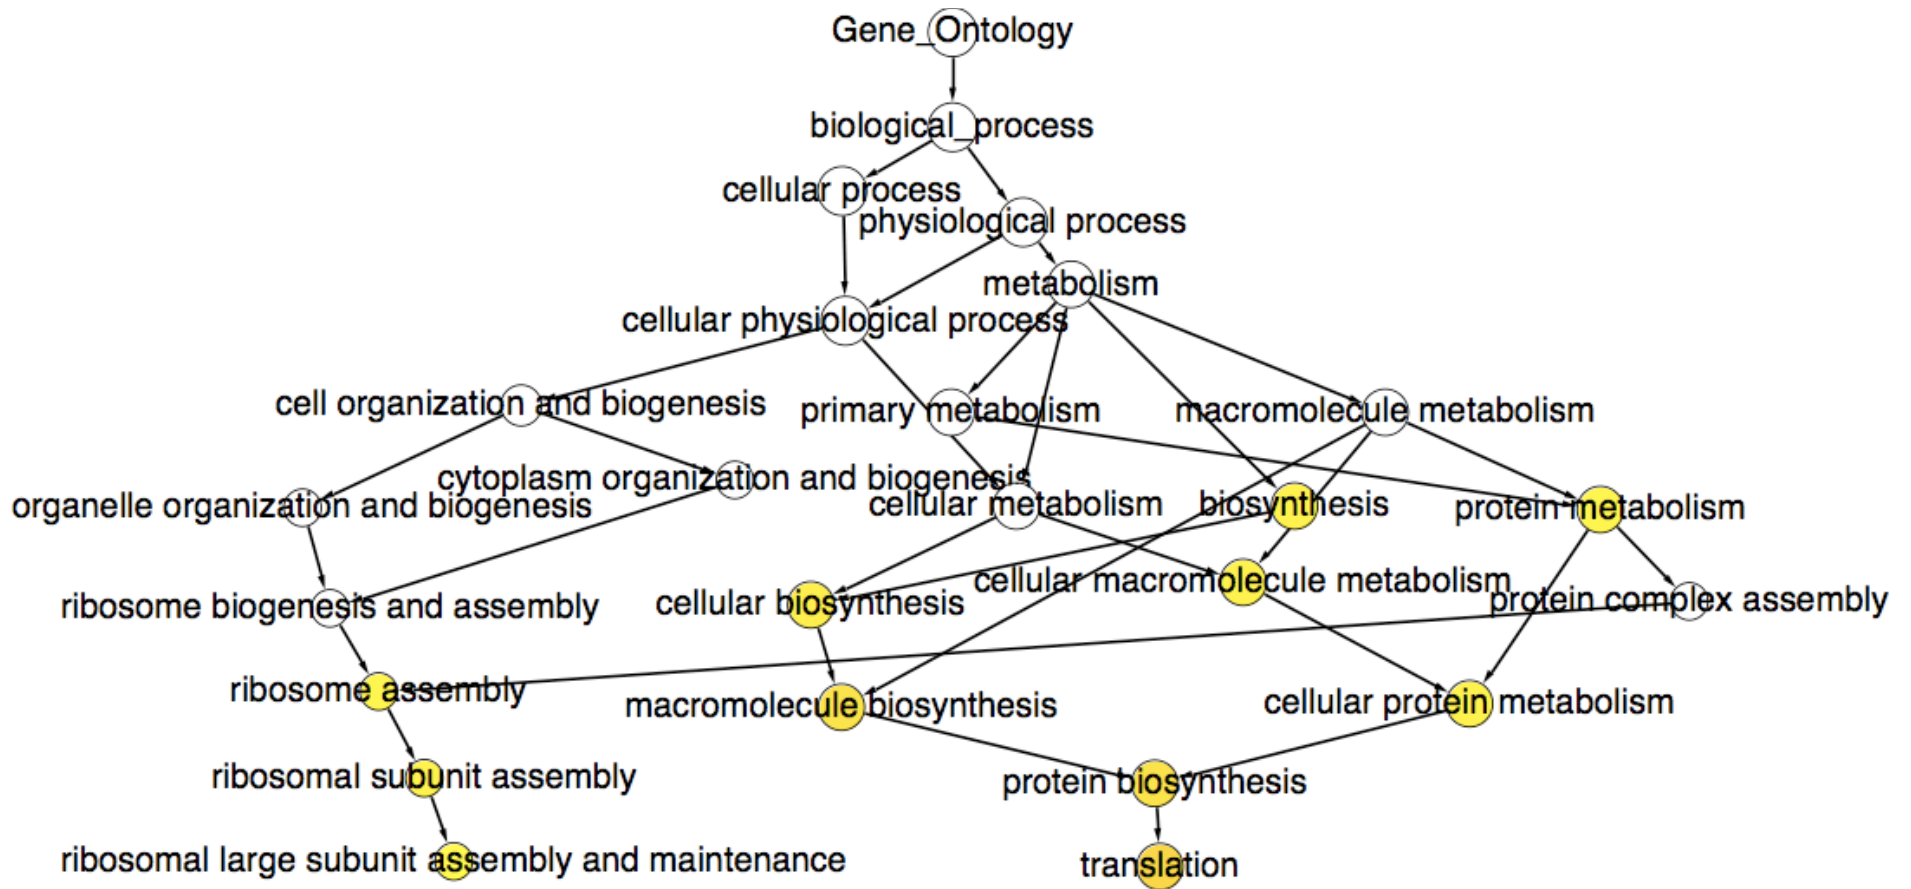 Gene_Ontology
biological_process
cellular process
physiological process
metabolism
cellular physiological process
cell organization and biogenesis
primary metabolism
macromolecule metabolism
cytoplasm organization and biogenesis
organelle organization and biogenesis
cellular metabolism
biosynthesis
protein metabolism
cellular macromolecule metabolism
protein complex assembly
cellular biosynthesis
ribosome biogenesis and assembly
ribosome assembly
macromolecule biosynthesis
cellular protein metabolism
ribosomal subunit assembly
protein biosynthesis
ribosomal large subunit assembly and maintenance
translation